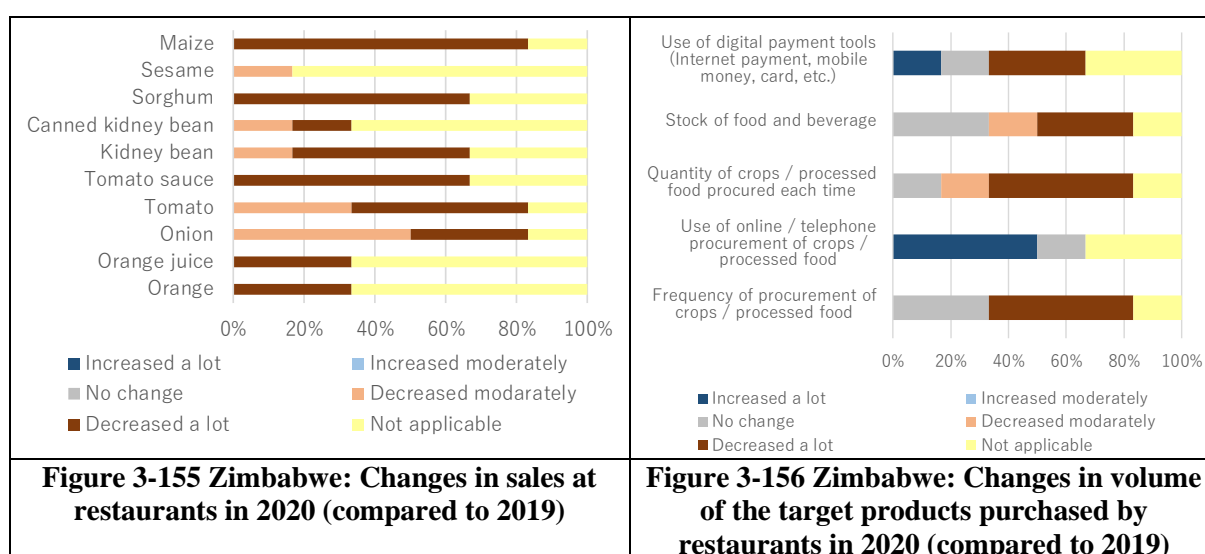 Maize
Sesame
Sorghum
Canned kidney bean
Kidney bean
Tomato sauce
Tomato
Onion
Orange juice
Orange
0% 20% 40% 60% 80% 100%
Increased a lot Increased moderately
No change Decreased modarately
Decreased a lot Not applicable
Figure 3-155 Zimbabwe: Changes in sales at
restaurants in 2020 (compared to 2019)
Use of digital payment tools
(Internet payment, mobile
money, card, etc.)
Stock of food and beverage
Quantity of crops / processed
food procured each time
Use of online / telephone
procurement of crops /
processed food
Frequency of procurement of
crops / processed food
0% 20% 40% 60% 80% 100%
Increased a lot Increased moderately
No change Decreased modarately
Decreased a lot Not applicable
Figure 3-156 Zimbabwe: Changes in volume
of the target products purchased by
restaurants in 2020 (compared to 2019)